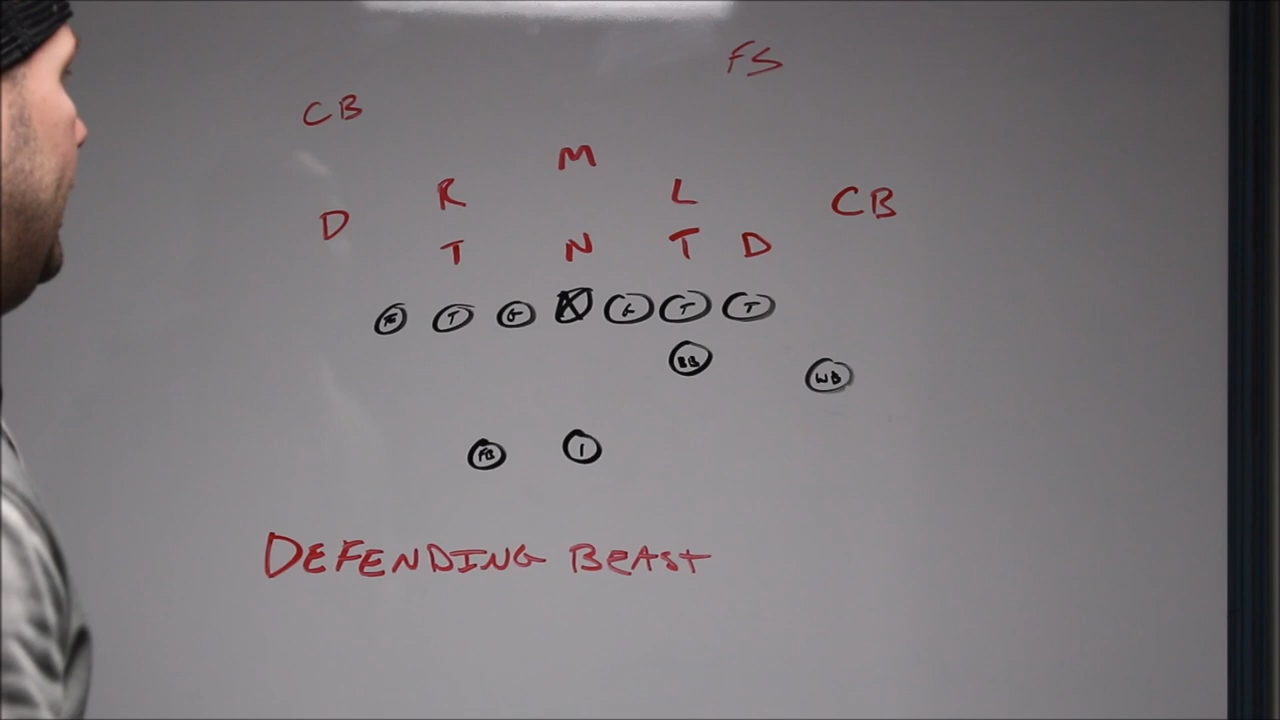 FS
CB
M
R L CB
D T N T D
T G X G T T
BB
WB
FB 1
DEFENDING BEAST